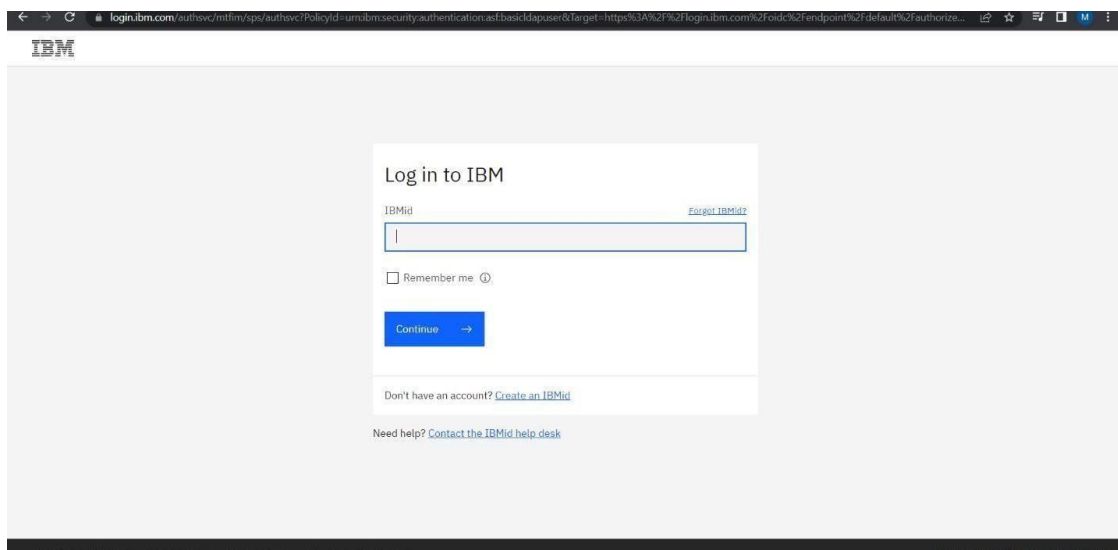 login.ibm.com/authsvc/mtfim/sps/authsvc?PolicyId=urn:ibm:security:authentication:asf:basicldapuser&Target=https%3A%2F%2Flogin.ibm.com%2Foidc%2Fendpoint%2Fdefault%2Fauthorize... M
IBM
Log in to IBM
IBMid Forgot IBMid?
Remember me
Continue →
Don't have an account? Create an IBMid
Need help? Contact the IBMid help desk